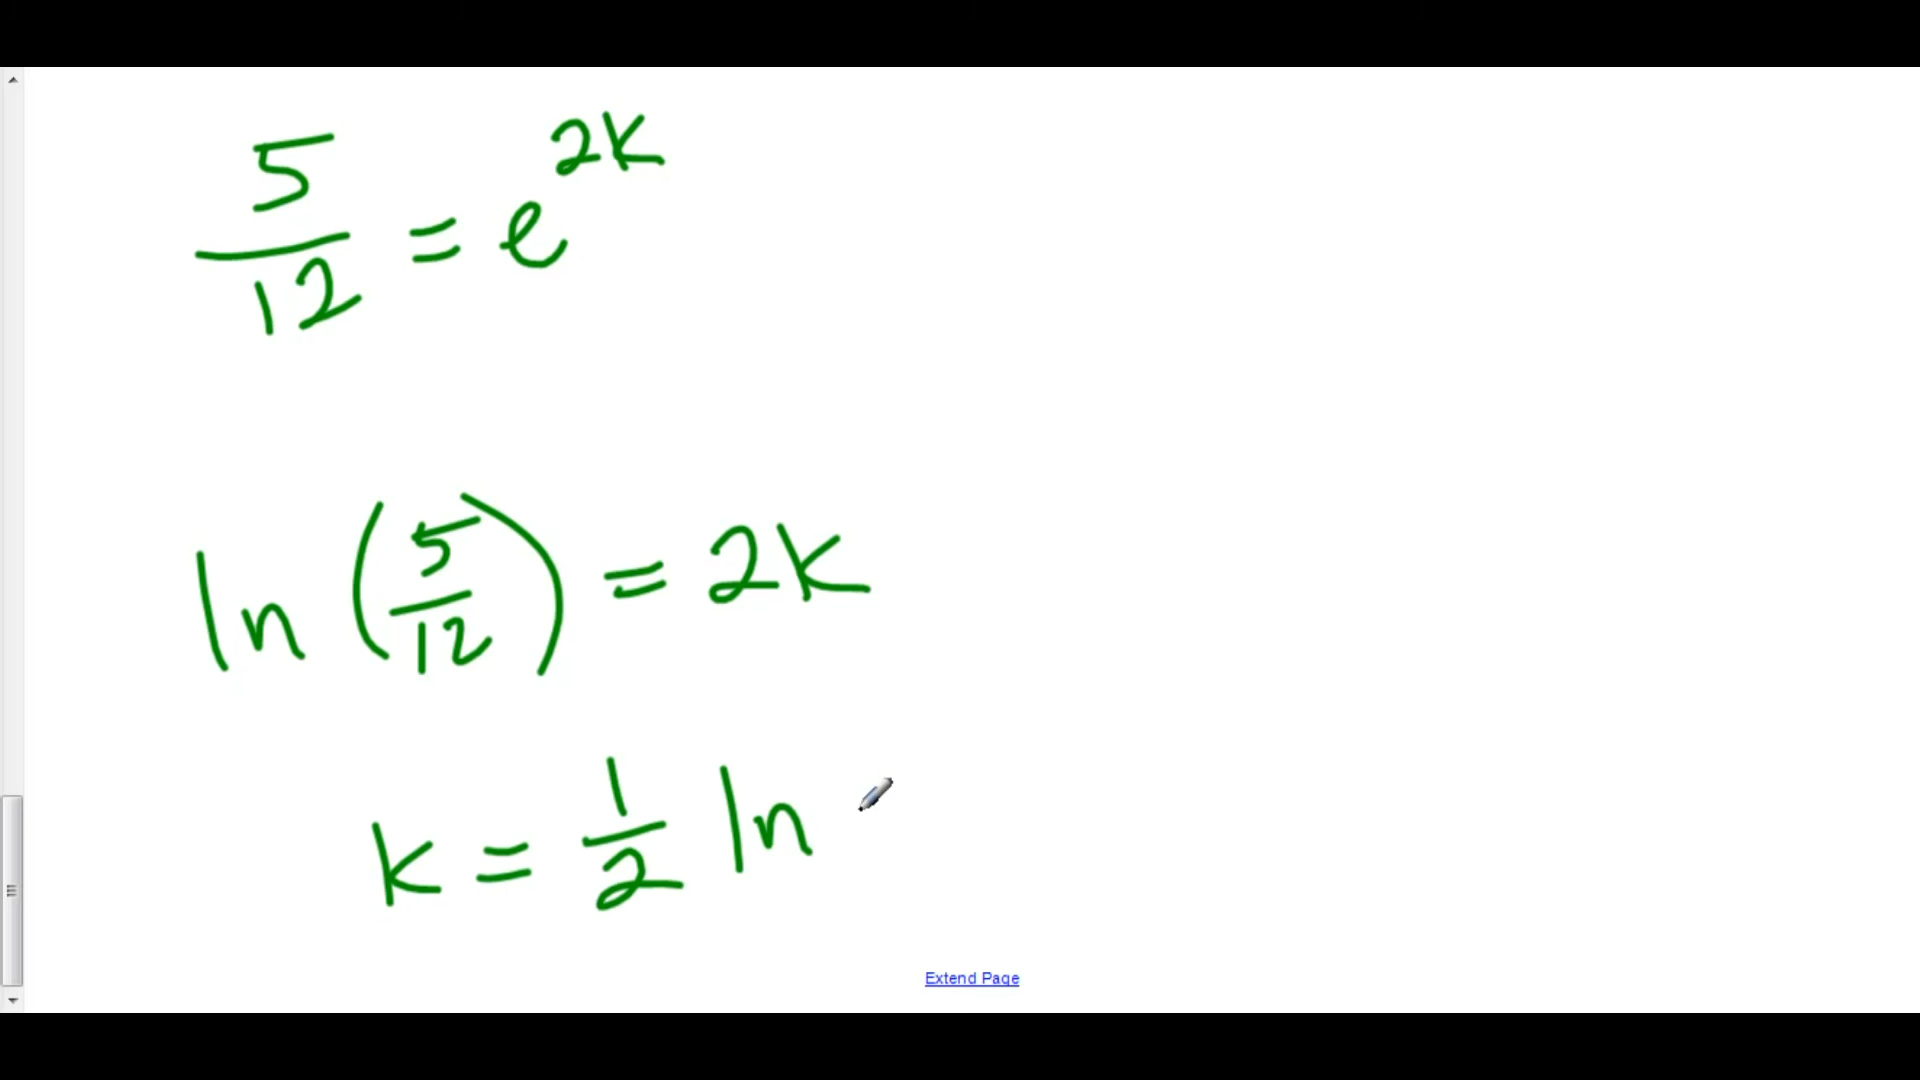 5/12 = e^2k
ln (5/12) = 2k
k = 1/2 ln
Extend Page